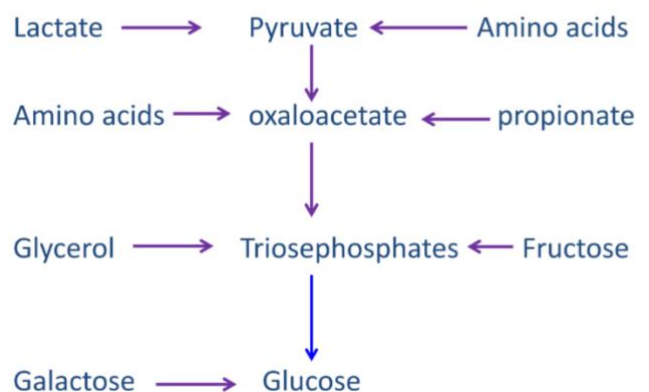 Lactate Pyruvate Amino acids
Amino acids oxaloacetate propionate
Glycerol Triosephosphates Fructose
Galactose Glucose